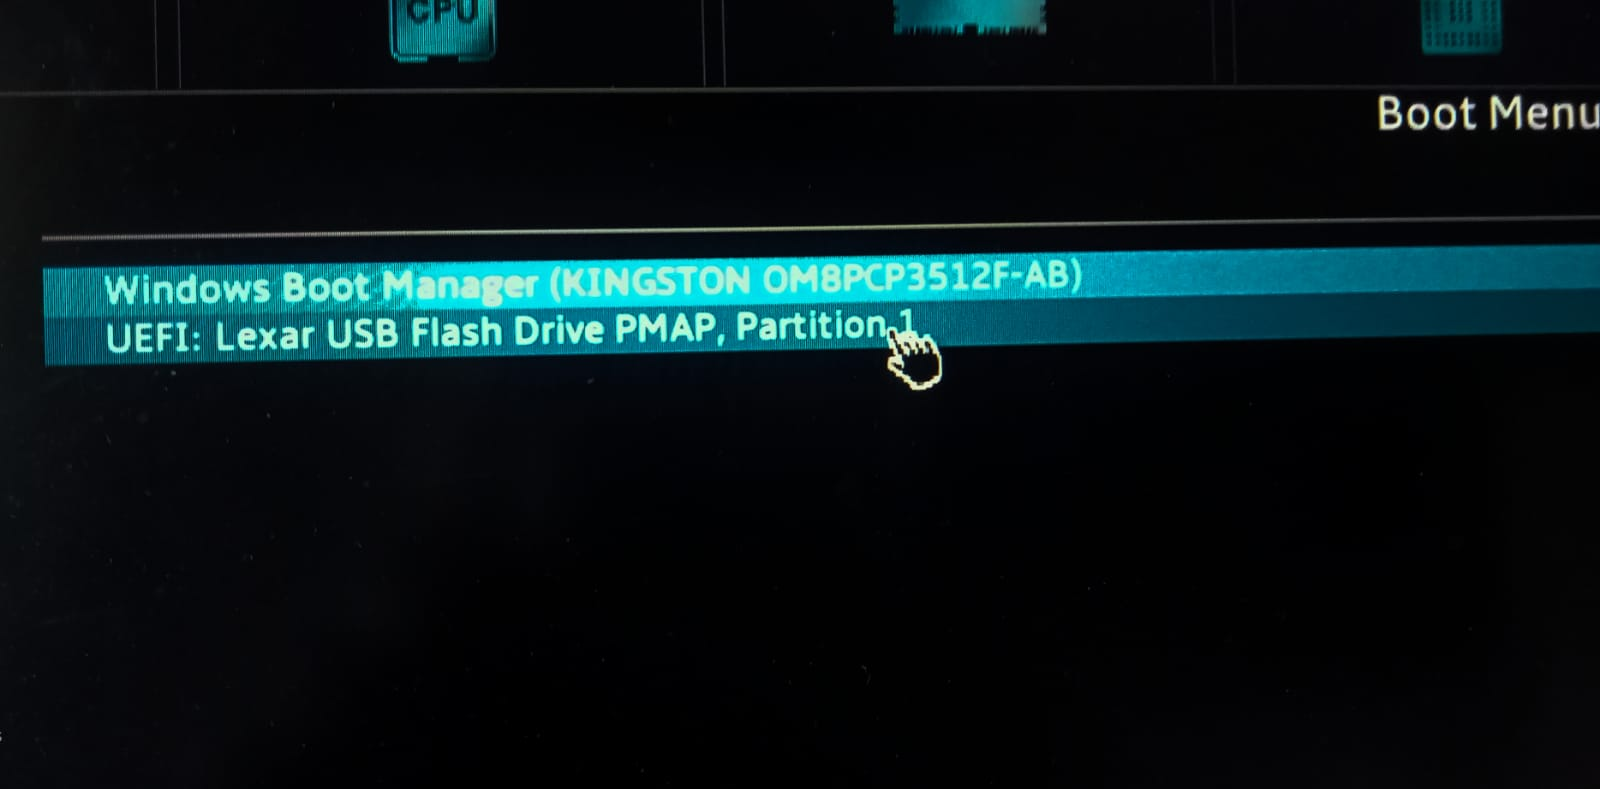 CPU
Boot Menu
Windows Boot Manager (KINGSTON OM8PCP3512F-AB)
UEFI: Lexar USB Flash Drive PMAP, Partition 1